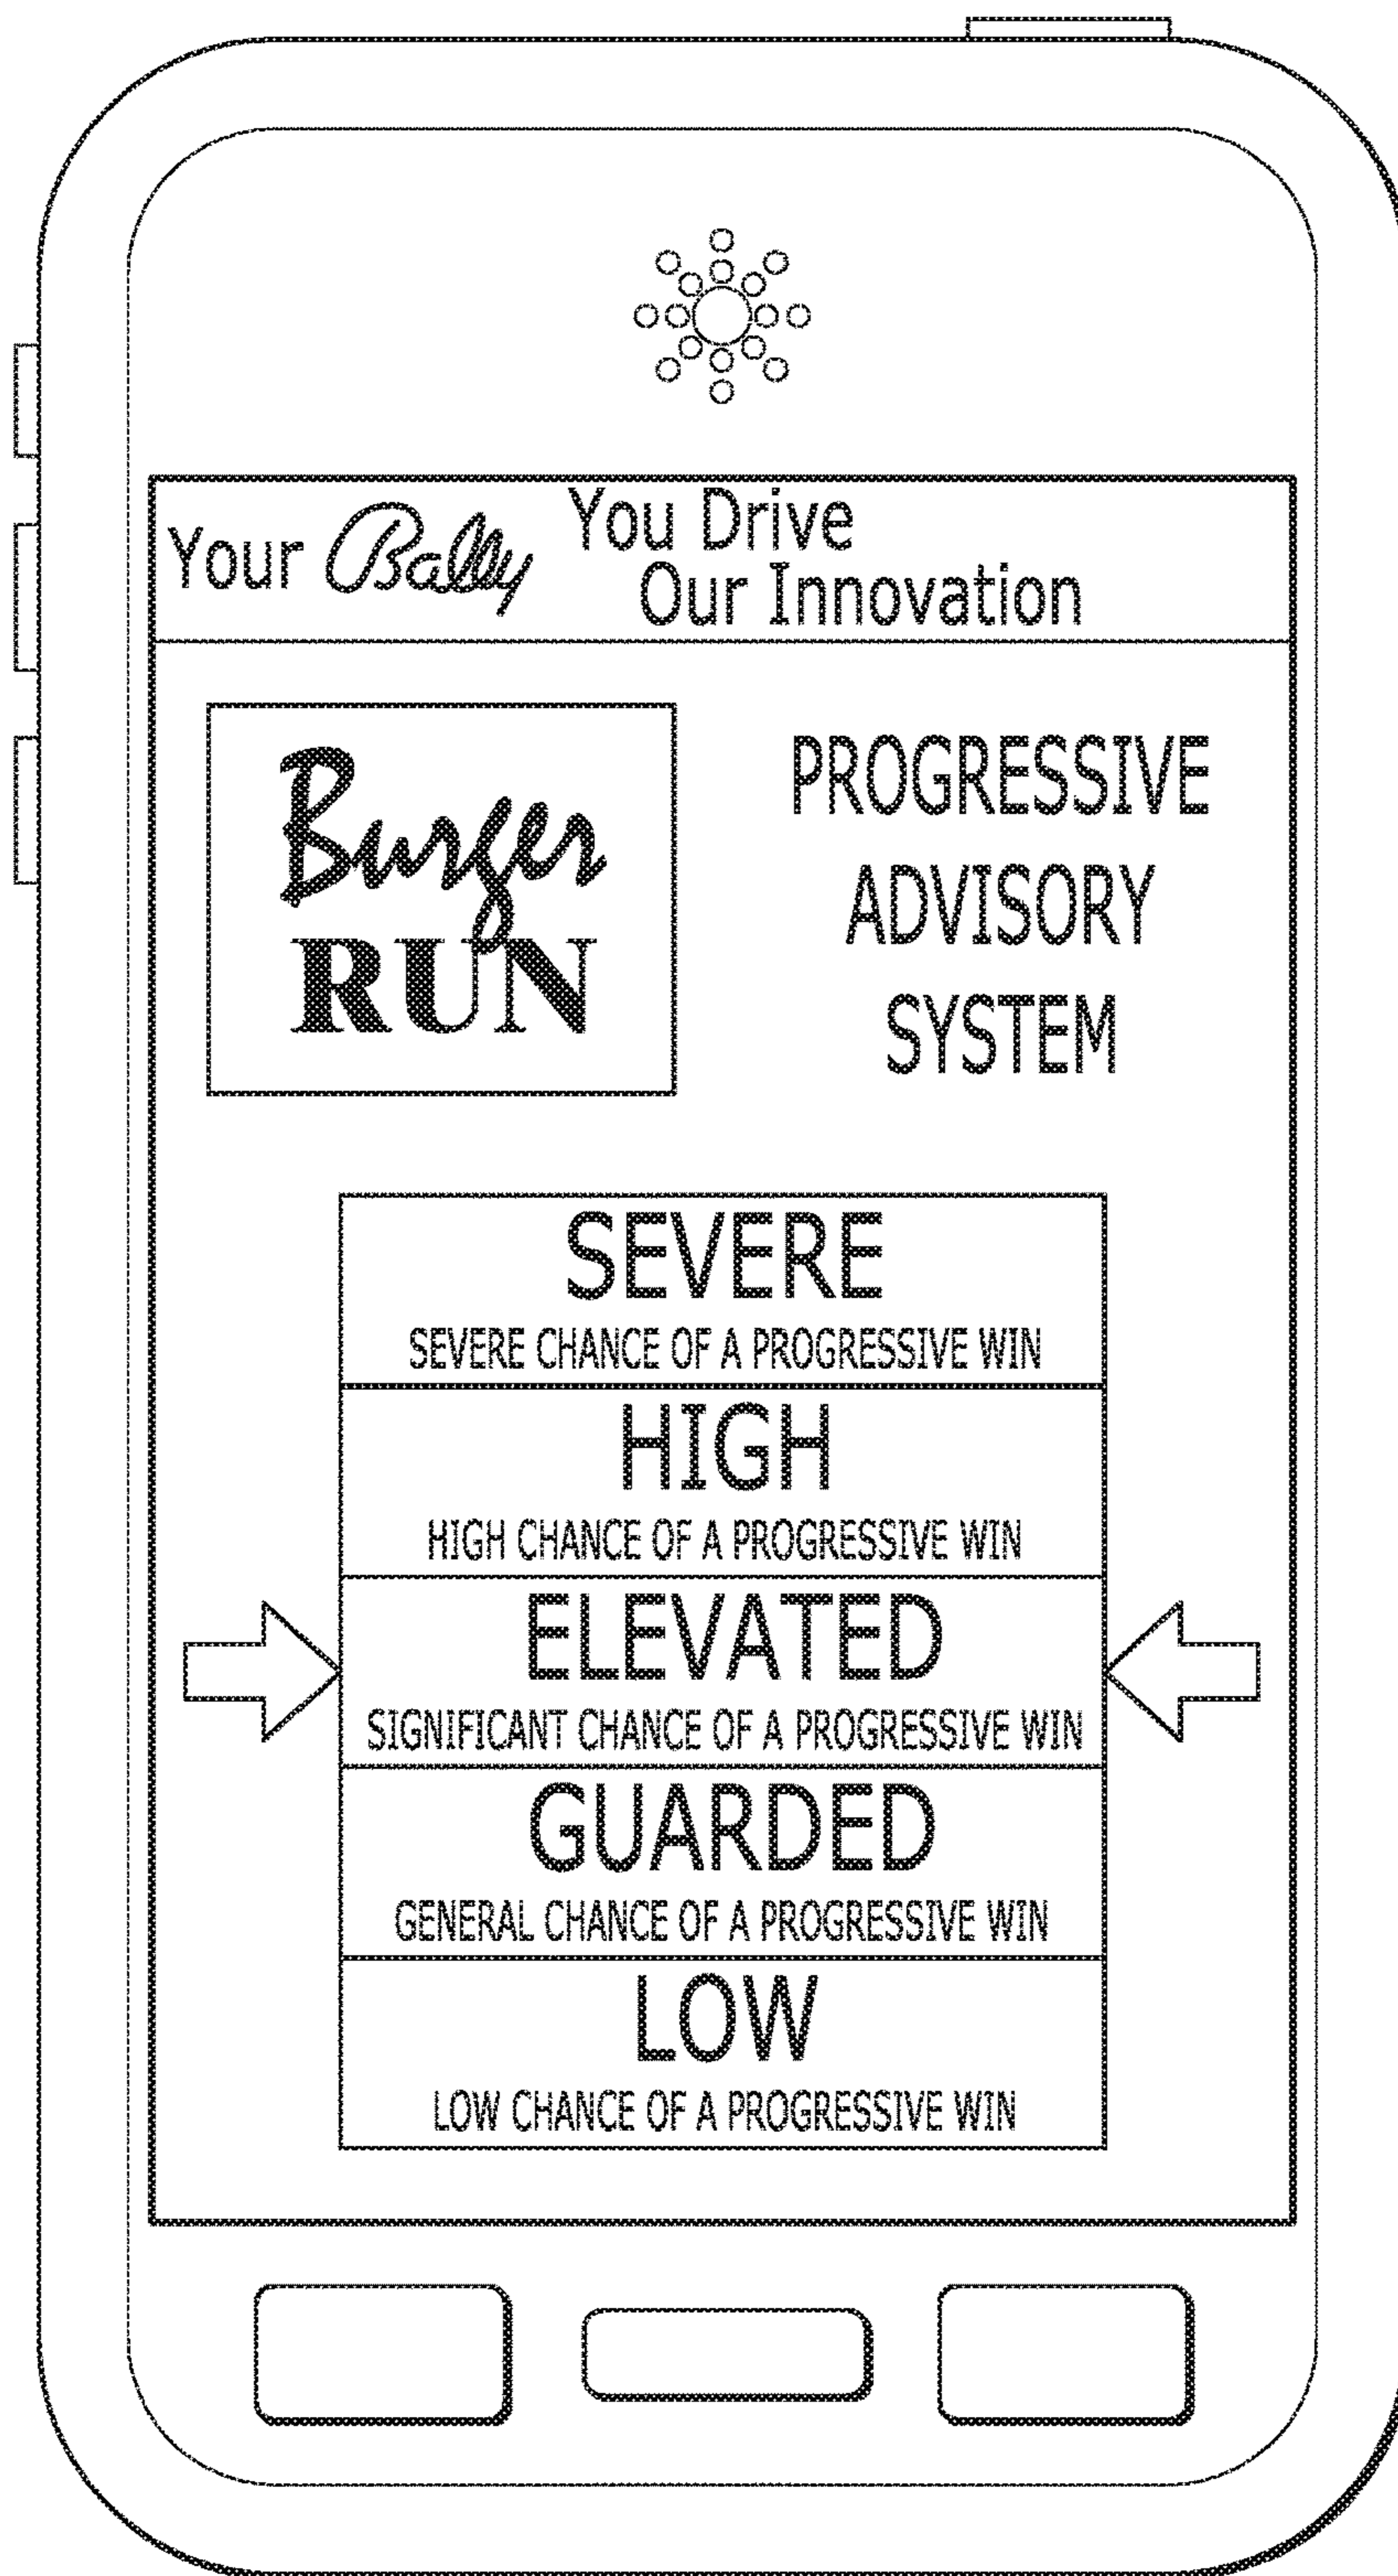 Your Bally You Drive
Our Innovation
Burger
RUN
PROGRESSIVE
ADVISORY
SYSTEM
SEVERE
SEVERE CHANCE OF A PROGRESSIVE WIN
HIGH
HIGH CHANCE OF A PROGRESSIVE WIN
ELEVATED
SIGNIFICANT CHANCE OF A PROGRESSIVE WIN
GUARDED
GENERAL CHANCE OF A PROGRESSIVE WIN
LOW
LOW CHANCE OF A PROGRESSIVE WIN